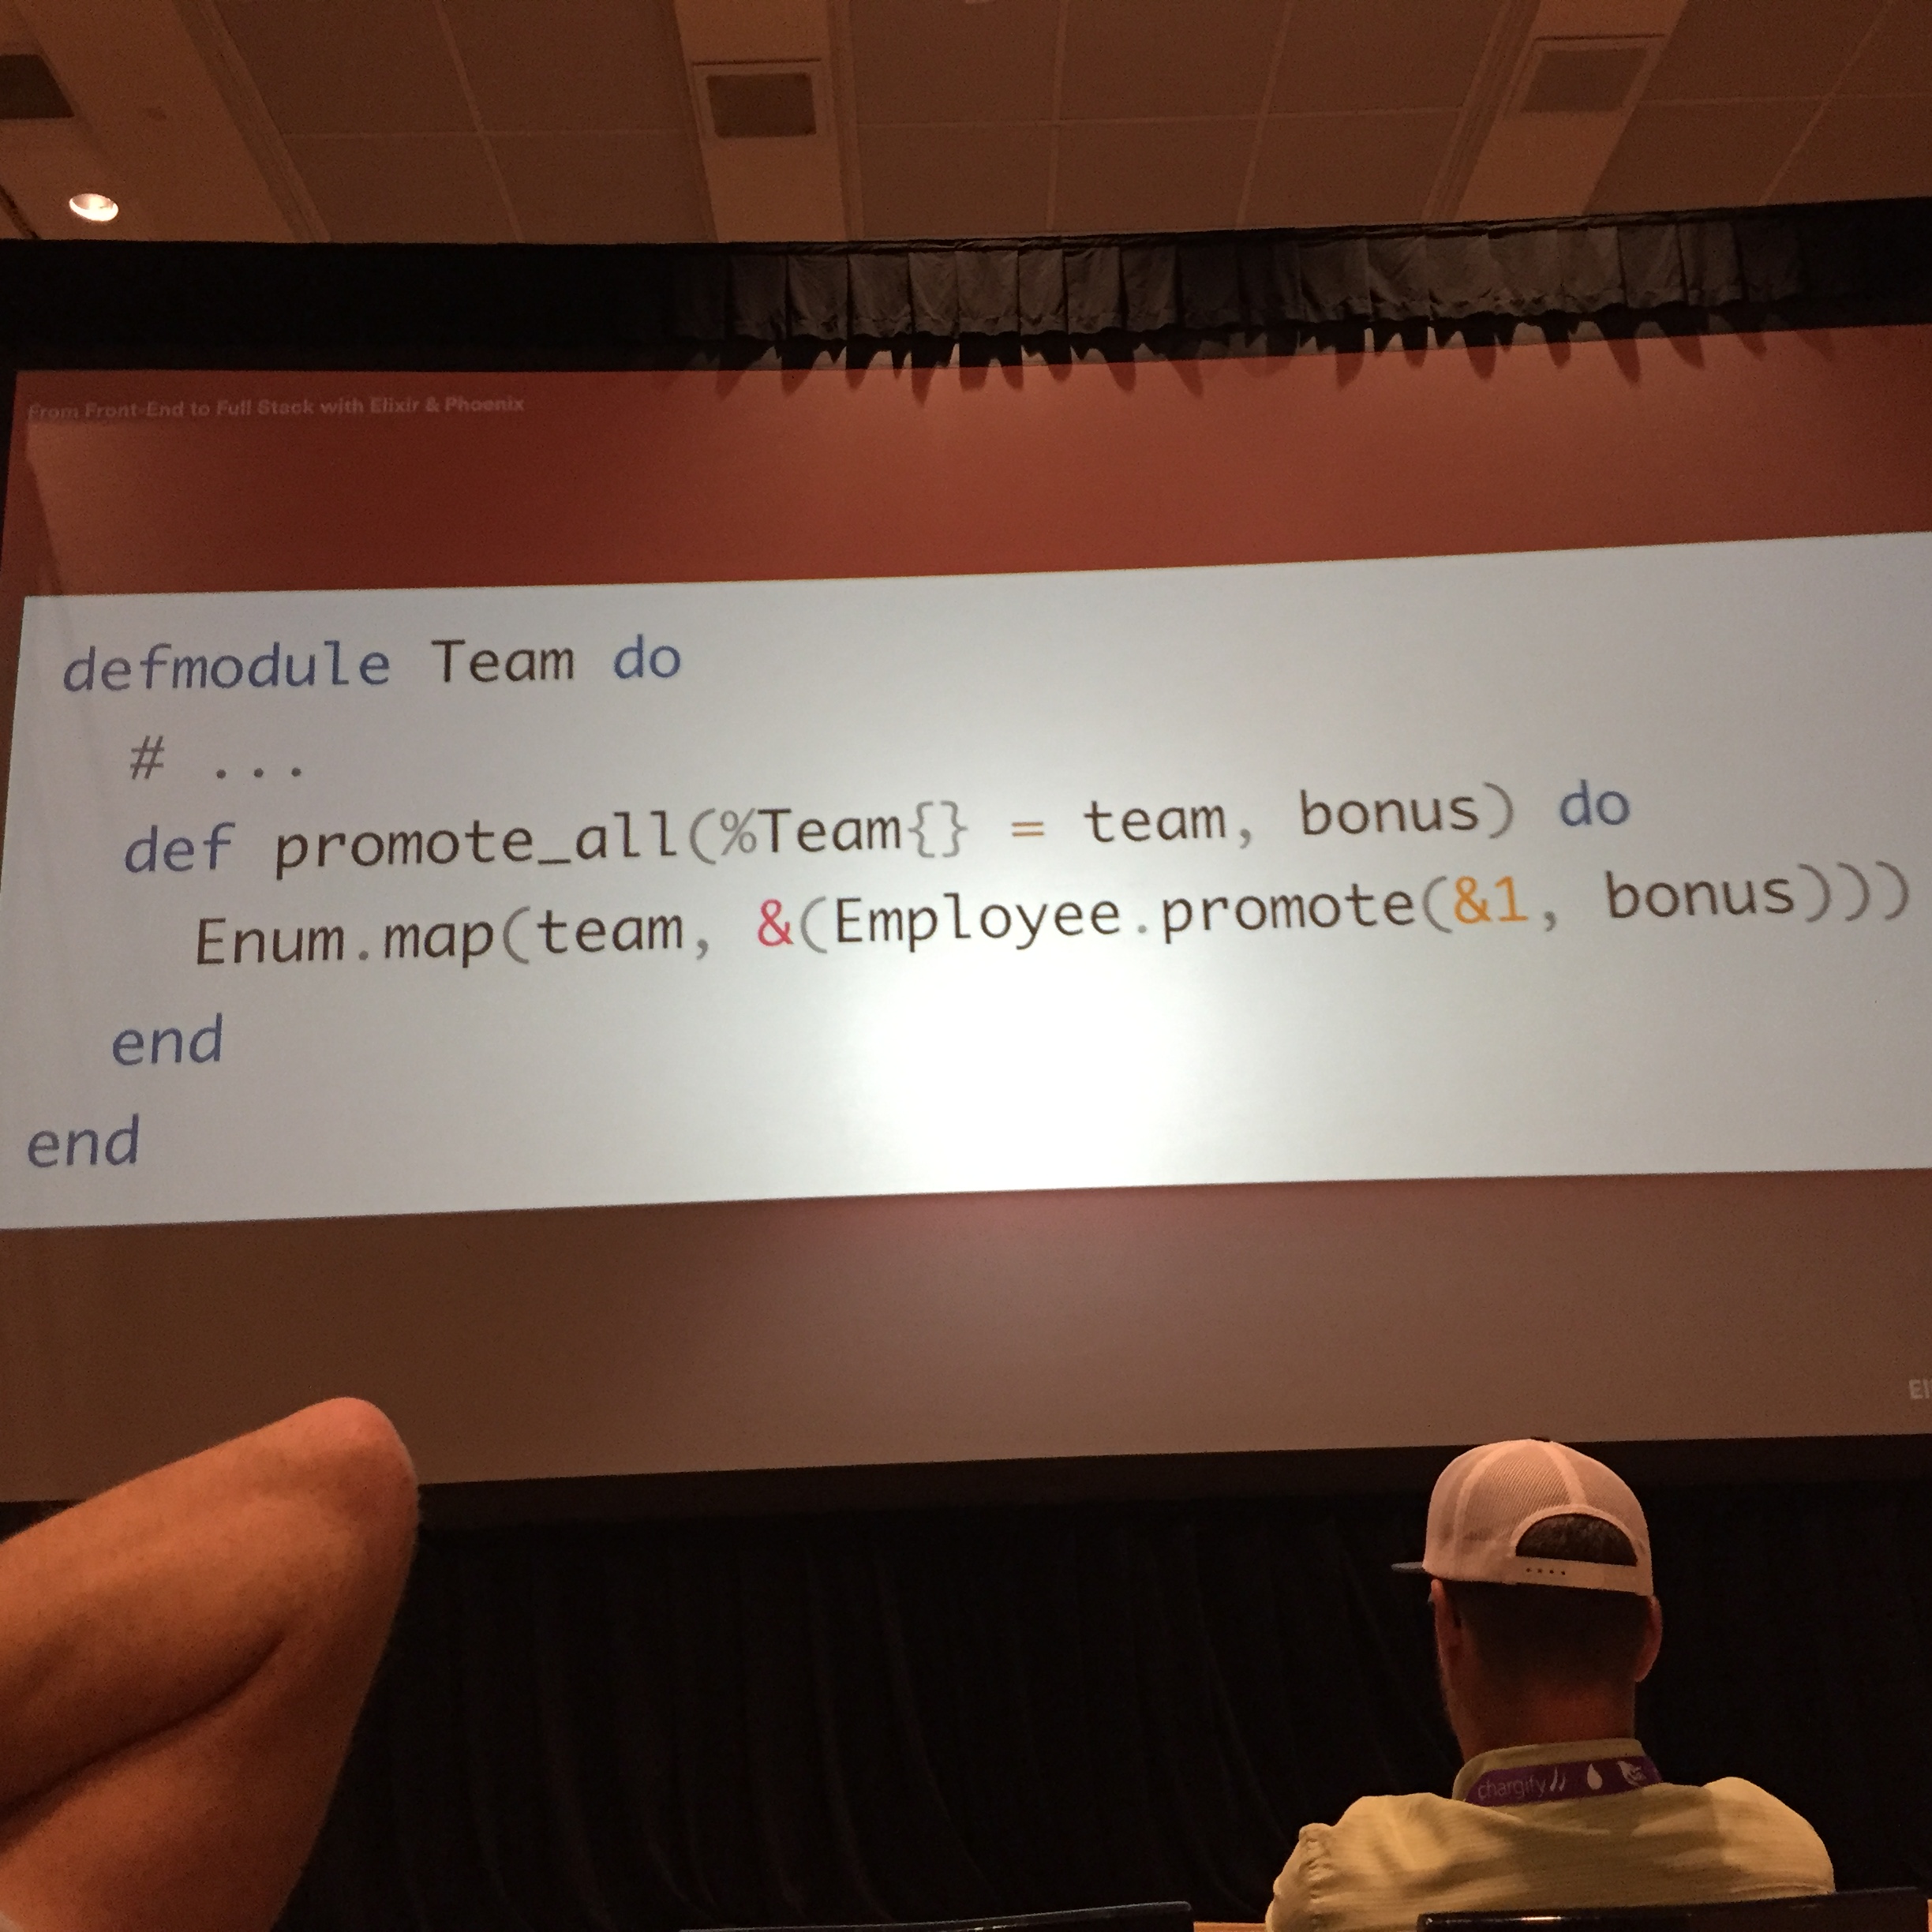 From Front-End to Full Stack with Elixir & Phoenix
defmodule Team do
# ...
def promote_all(%Team{} = team, bonus) do
Enum.map(team, &(Employee.promote(&1, bonus)))
end
end
chargify